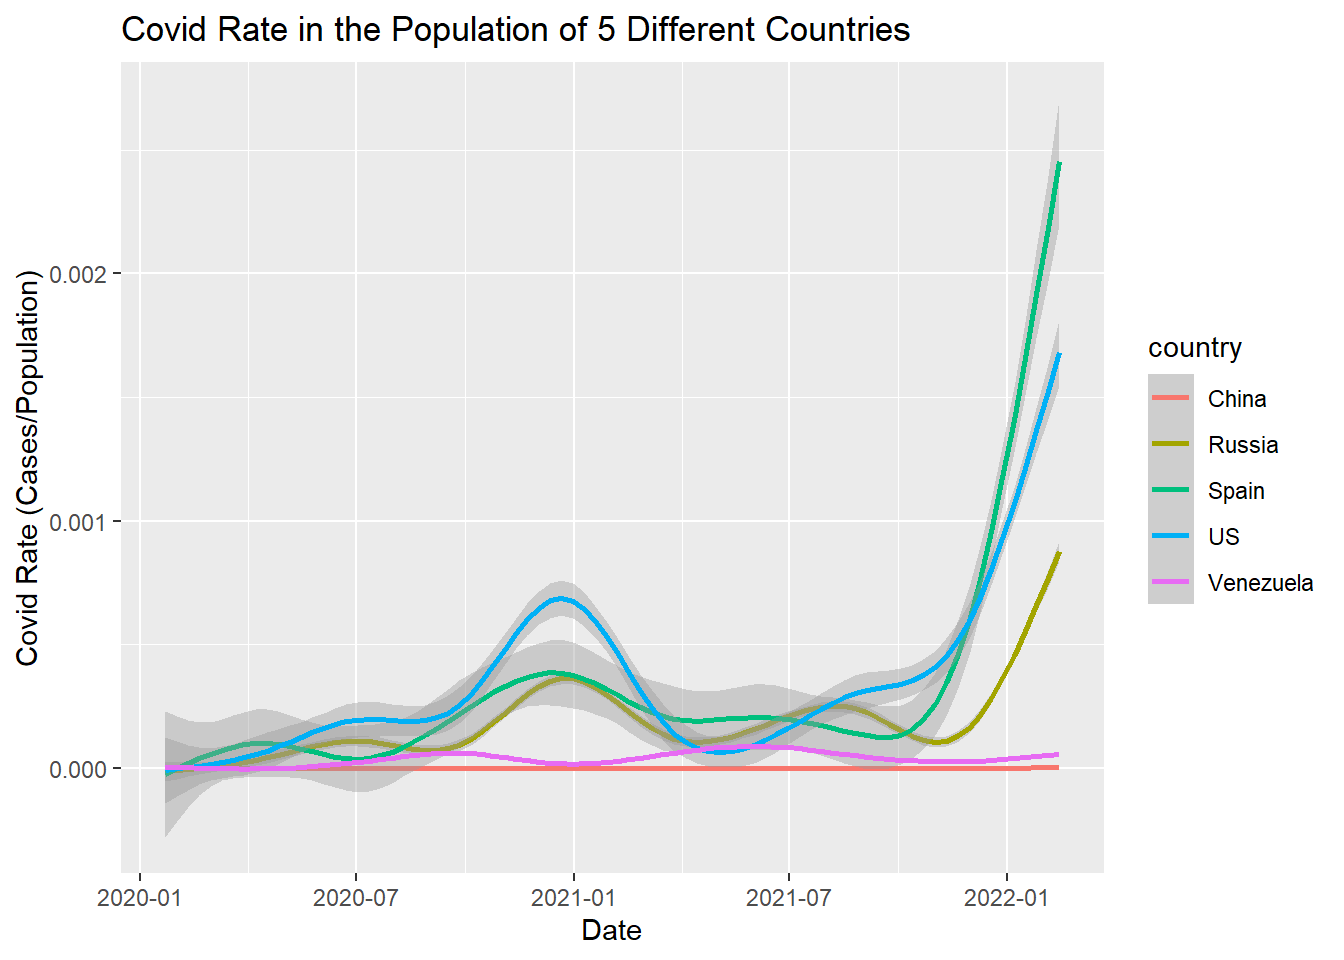 Covid Rate in the Population of 5 Different Countries
Covid Rate (Cases/Population)
0.002
0.001
0.000
2020-01
2020-07
2021-01
2021-07
2022-01
Date
country
China
Russia
Spain
US
Venezuela